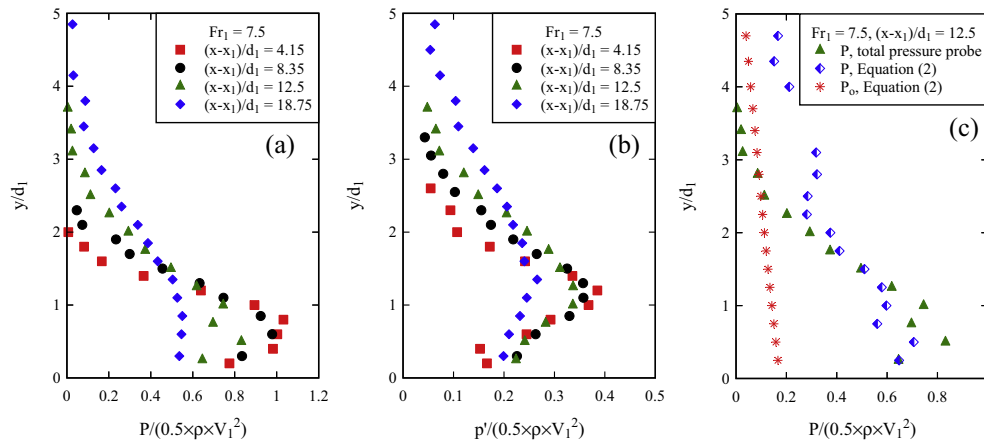 Fr₁ = 7.5
(x-x₁)/d₁ = 4.15
(x-x₁)/d₁ = 8.35
(x-x₁)/d₁ = 12.5
(x-x₁)/d₁ = 18.75
(a)
y/d₁
5
4
3
2
1
0
0 0.2 0.4 0.6 0.8 1 1.2
P/(0.5×ρ×V₁²)
Fr₁ = 7.5
(x-x₁)/d₁ = 4.15
(x-x₁)/d₁ = 8.35
(x-x₁)/d₁ = 12.5
(x-x₁)/d₁ = 18.75
(b)
y/d₁
5
4
3
2
1
0
0 0.1 0.2 0.3 0.4 0.5
p'/(0.5×ρ×V₁²)
Fr₁ = 7.5, (x-x₁)/d₁ = 12.5
P, total pressure probe
P, Equation (2)
Pₒ, Equation (2)
(c)
y/d₁
5
4
3
2
1
0
0 0.2 0.4 0.6 0.8
P/(0.5×ρ×V₁²)